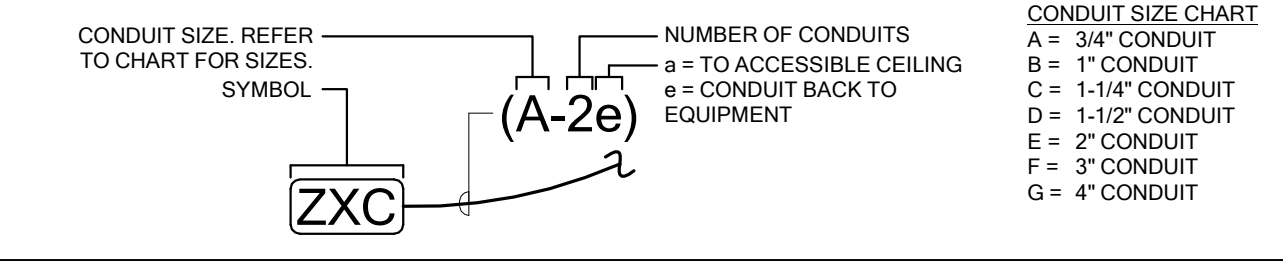 CONDUIT SIZE. REFER
TO CHART FOR SIZES.
SYMBOL
NUMBER OF CONDUITS
a = TO ACCESSIBLE CEILING
e = CONDUIT BACK TO
EQUIPMENT
(A-2e)
ZXC
CONDUIT SIZE CHART
A = 3/4" CONDUIT
B = 1" CONDUIT
C = 1-1/4" CONDUIT
D = 1-1/2" CONDUIT
E = 2" CONDUIT
F = 3" CONDUIT
G = 4" CONDUIT